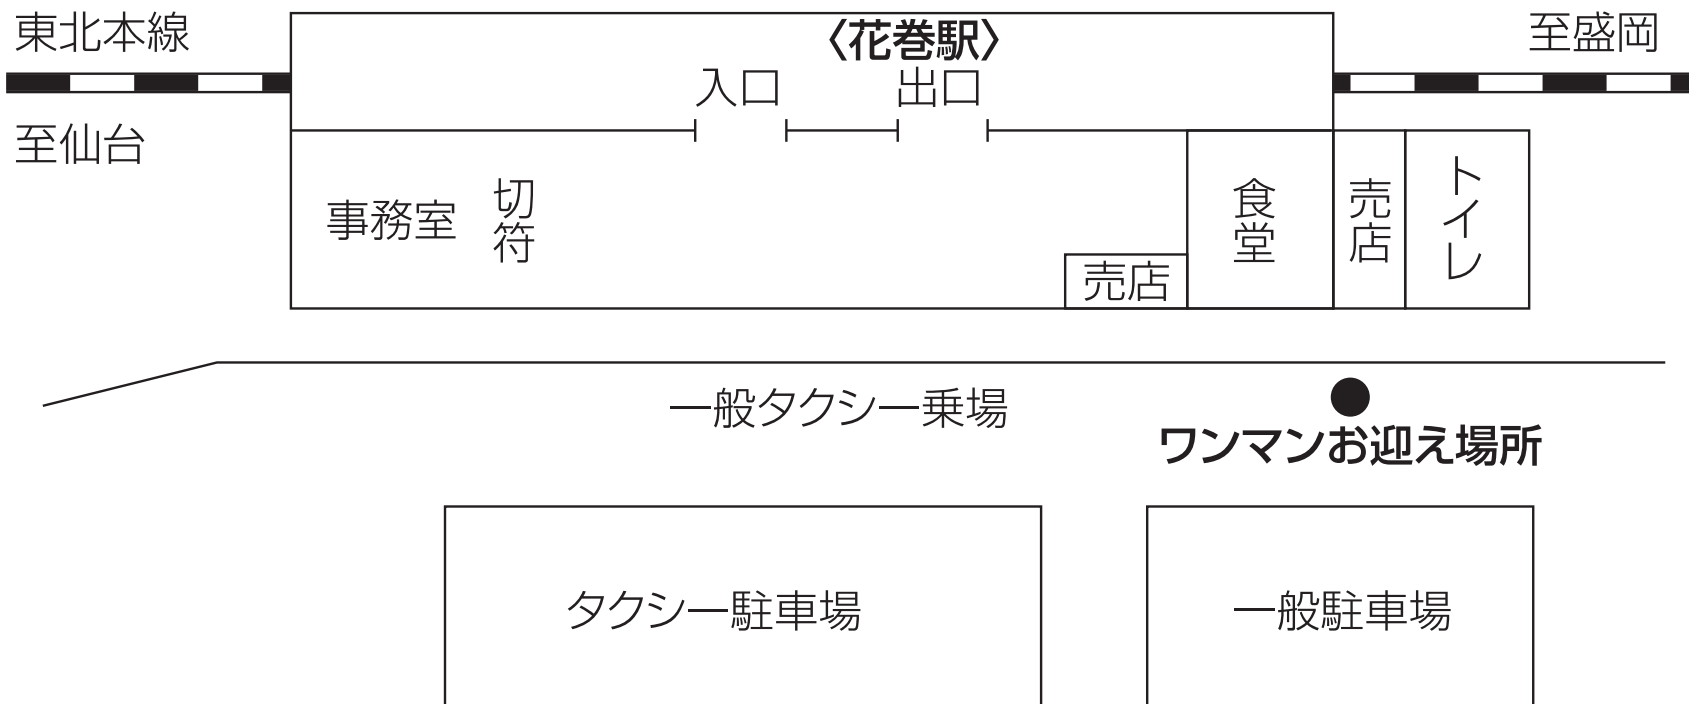 東北本線
〈花巻駅〉
至盛岡
入口
出口
至仙台
事務室
切符
売店
食堂
売店
トイレ
一般タクシー乗場
ワンマンお迎え場所
タクシー駐車場
一般駐車場